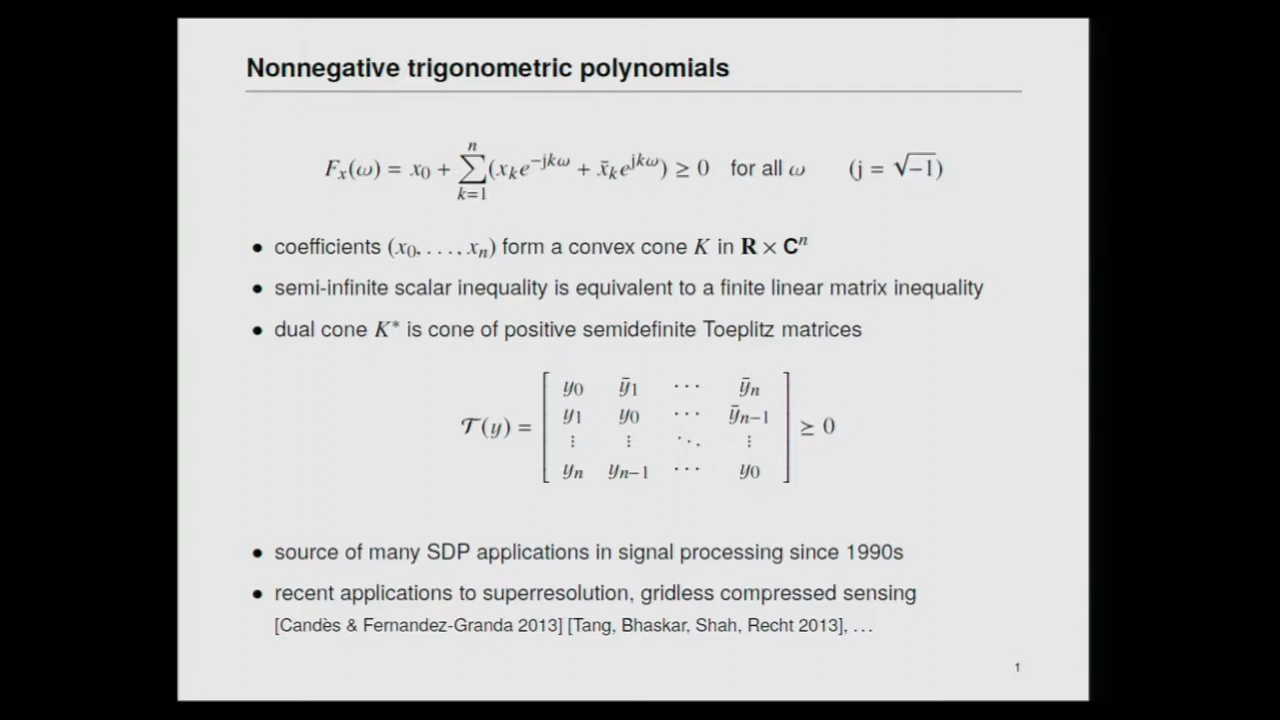 Nonnegative trigonometric polynomials
F_x(ω) = x_0 + ∑_{k=1}^{n} (x_k e^{−jkω} + x̄_k e^{jkω}) ≥ 0 for all ω (j = √−1)
• coefficients (x_0, . . . , x_n) form a convex cone K in R × C^n
• semi-infinite scalar inequality is equivalent to a finite linear matrix inequality
• dual cone K* is cone of positive semidefinite Toeplitz matrices
𝒯(y) = [ y_0 ȳ_1 ⋯ ȳ_n
y_1 y_0 ⋯ ȳ_{n−1}
⋮ ⋮ ⋱ ⋮
y_n y_{n−1} ⋯ y_0 ] ⪰ 0
• source of many SDP applications in signal processing since 1990s
• recent applications to superresolution, gridless compressed sensing
[Candès & Fernandez-Granda 2013] [Tang, Bhaskar, Shah, Recht 2013], . . .
1